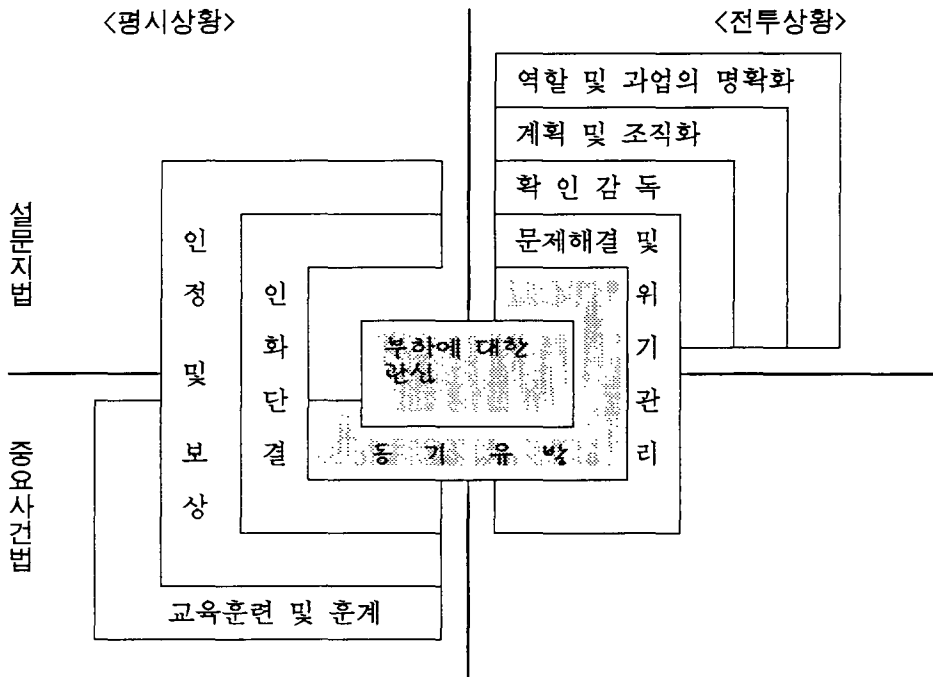 <평시상황>
<전투상황>
역할 및 과업의 명확화
계획 및 조직화
확 인 감 독
문제해결 및
위기관리
설문지법
인정 및 보상
인화단결
부하에 대한
관심
동 기 유 발
중요사건법
교육훈련 및 훈계